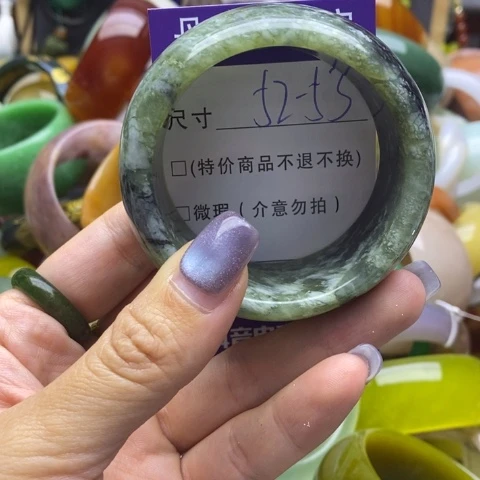 尺寸 52-53
□(特价商品不退不换)
□微瑕(介意勿拍)